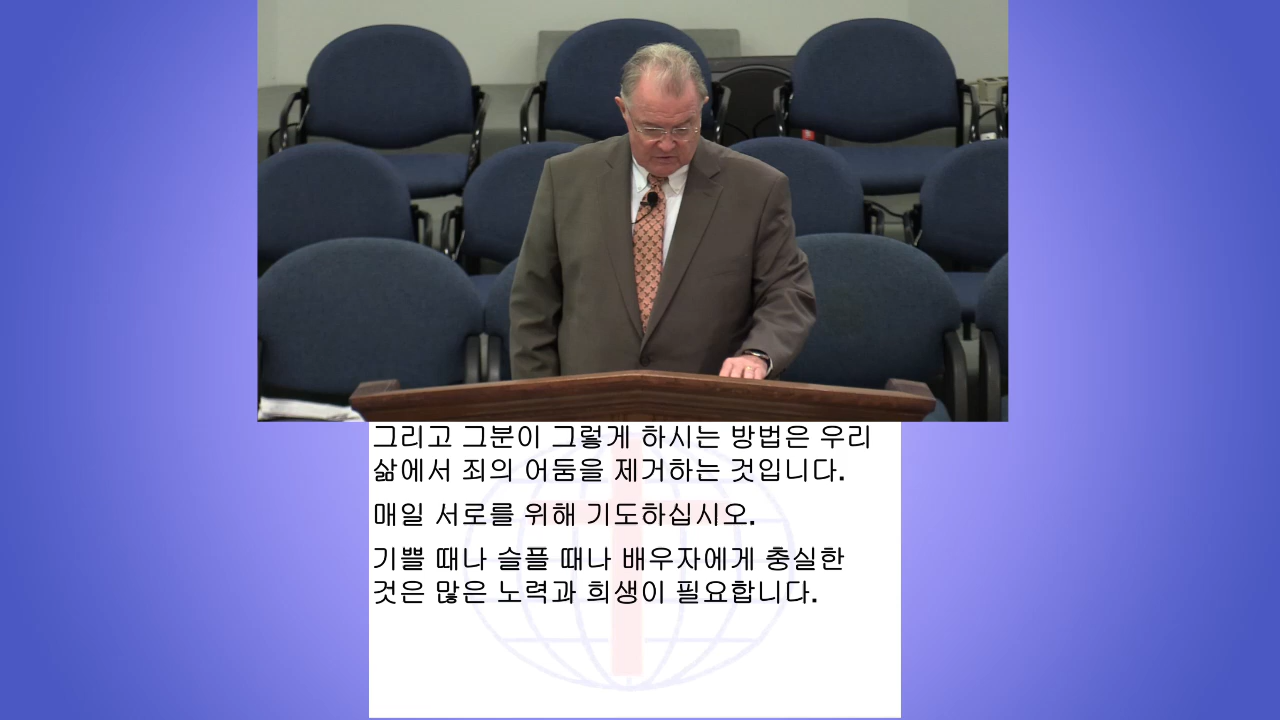 그리고 그분이 그렇게 하시는 방법은 우리
삶에서 죄의 어둠을 제거하는 것입니다.
매일 서로를 위해 기도하십시오.
기쁠 때나 슬플 때나 배우자에게 충실한
것은 많은 노력과 희생이 필요합니다.